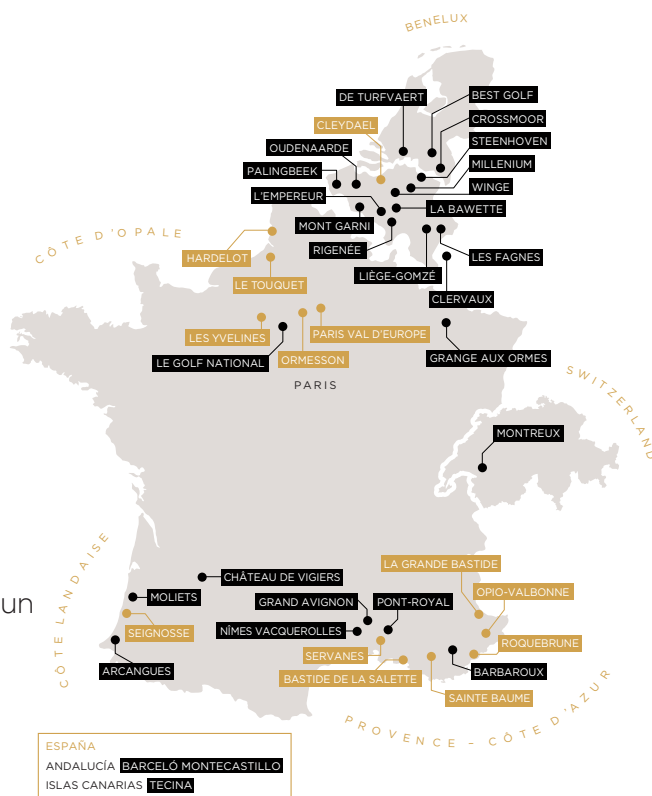 BENELUX
DE TURFVAERT
BEST GOLF
CLEYDAEL
CROSSMOOR
OUDENAARDE
STEENHOVEN
PALINGBEEK
MILLENIUM
L'EMPEREUR
WINGE
MONT GARNI
LA BAWETTE
RIGENÉE
CÔTE D'OPALE
HARDELOT
LES FAGNES
LIÈGE-GOMZÉ
LE TOUQUET
CLERVAUX
LES YVELINES
PARIS VAL D'EUROPE
LE GOLF NATIONAL
ORMESSON
GRANGE AUX ORMES
PARIS
SWITZERLAND
MONTREUX
CÔTE LANDAISE
LA GRANDE BASTIDE
CHÂTEAU DE VIGIERS
OPIO-VALBONNE
un
MOLIETS
GRAND AVIGNON
PONT-ROYAL
SEIGNOSSE
NÎMES VACQUEROLLES
ROQUEBRUNE
SERVANES
ARCANGUES
BASTIDE DE LA SALETTE
BARBAROUX
SAINTE BAUME
PROVENCE - CÔTE D'AZUR
ESPAÑA
ANDALUCÍA BARCELÓ MONTECASTILLO
ISLAS CANARIAS TECINA